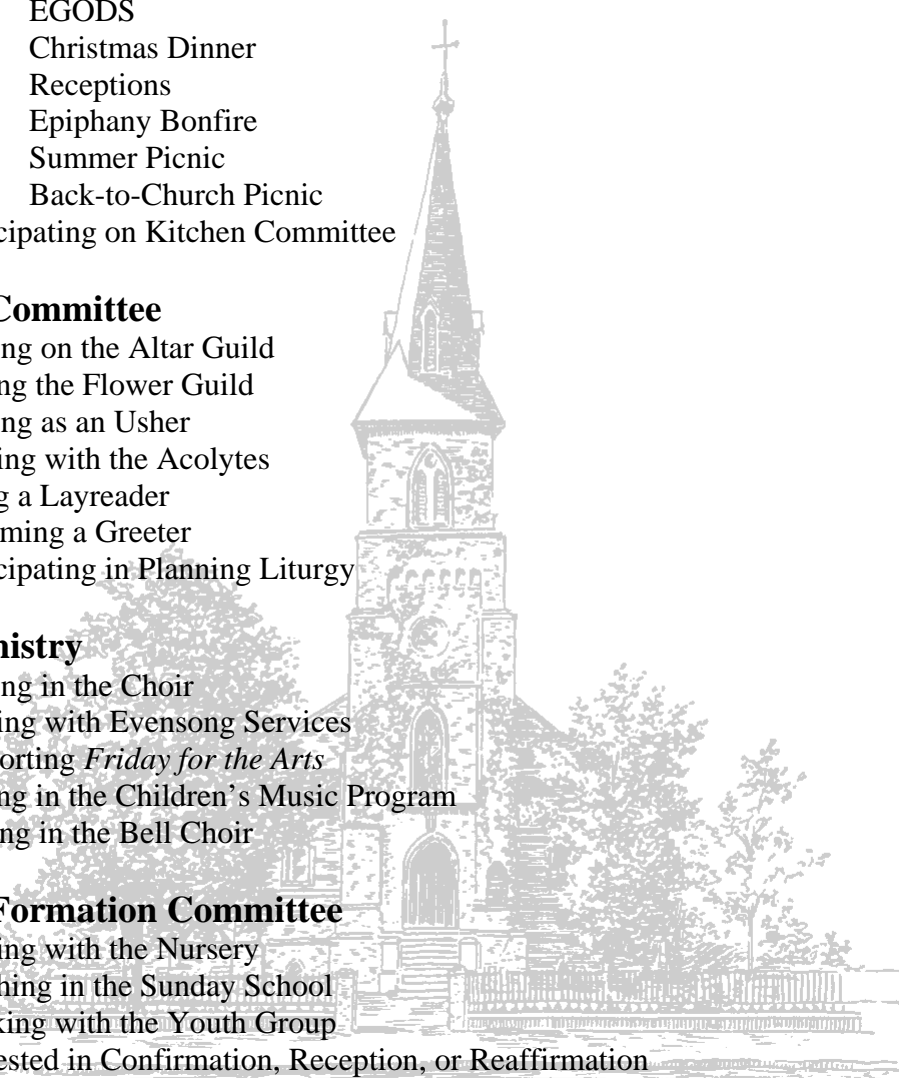 EGODS
Christmas Dinner
Receptions
Epiphany Bonfire
Summer Picnic
Back-to-Church Picnic
cipating on Kitchen Committee
Committee
ng on the Altar Guild
ng the Flower Guild
ng as an Usher
ing with the Acolytes
g a Layreader
ming a Greeter
cipating in Planning Liturgy
nistry
ng in the Choir
ing with Evensong Services
orting Friday for the Arts
ng in the Children's Music Program
ng in the Bell Choir
Formation Committee
ing with the Nursery
hing in the Sunday School
king with the Youth Group
ested in Confirmation, Reception, or Reaffirmation